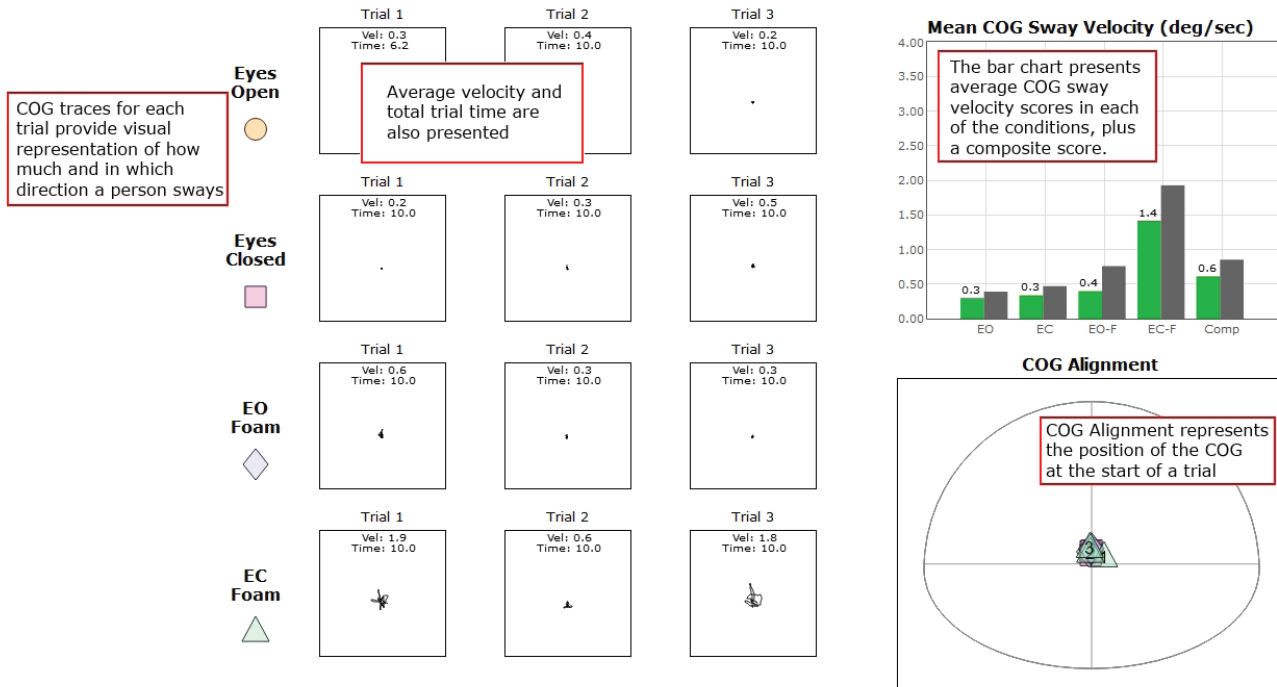 Trial 1
Trial 2
Trial 3
Vel: 0.3
Time: 6.2
Vel: 0.4
Time: 10.0
Vel: 0.2
Time: 10.0
Eyes
Open
COG traces for each
trial provide visual
representation of how
much and in which
direction a person sways
Average velocity and
total trial time are
also presented
Trial 1
Trial 2
Trial 3
Vel: 0.2
Time: 10.0
Vel: 0.3
Time: 10.0
Vel: 0.5
Time: 10.0
Eyes
Closed
Trial 1
Trial 2
Trial 3
Vel: 0.6
Time: 10.0
Vel: 0.3
Time: 10.0
Vel: 0.3
Time: 10.0
EO
Foam
Trial 1
Trial 2
Trial 3
Vel: 1.9
Time: 10.0
Vel: 0.6
Time: 10.0
Vel: 1.8
Time: 10.0
EC
Foam
Mean COG Sway Velocity (deg/sec)
4.00
3.50
3.00
2.50
2.00
1.50
1.00
0.50
0.00
The bar chart presents
average COG sway
velocity scores in each
of the conditions, plus
a composite score.
0.3
0.3
0.4
1.4
0.6
EO
EC
EO-F
EC-F
Comp
COG Alignment
COG Alignment represents
the position of the COG
at the start of a trial
3